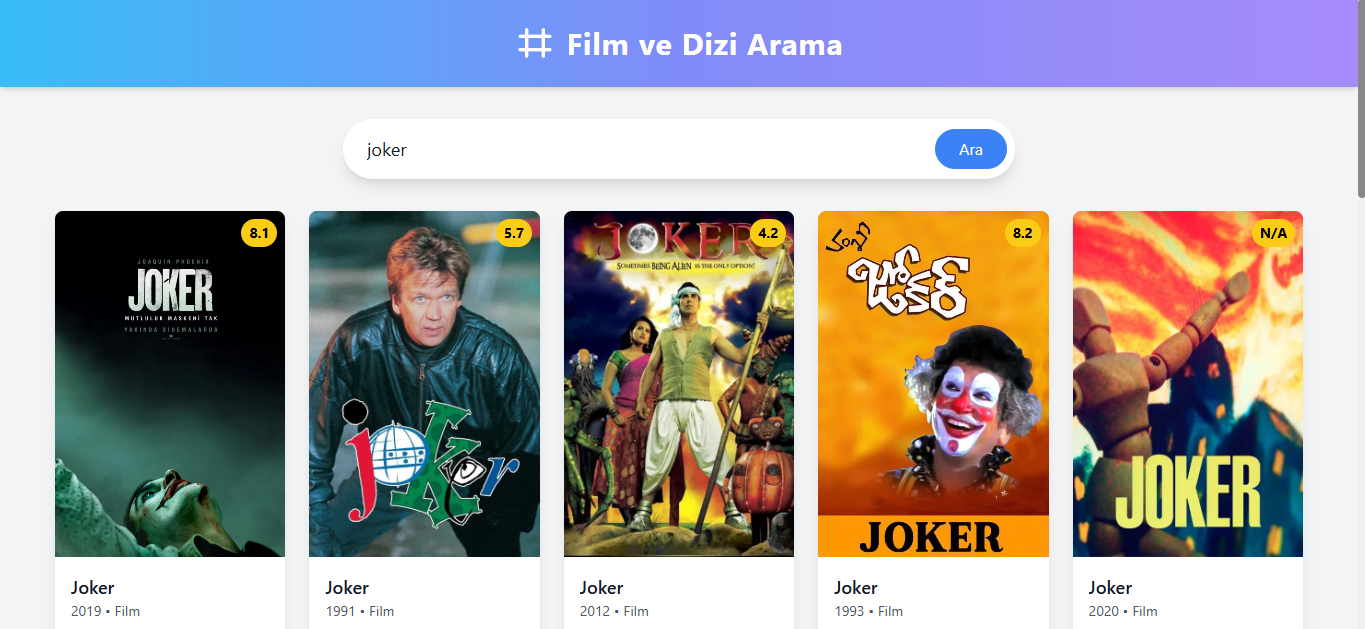 Film ve Dizi Arama
joker
Ara
8.1
JOAQUIN PHOENIX
JOKER
MUTLULUK MASKENİ TAK
YAKINDA SİNEMALARDA
Joker
2019 • Film
5.7
joker
Joker
1991 • Film
4.2
JOKER
SOMETIMES BEING ALIEN IS THE ONLY OPTION!
Joker
2012 • Film
8.2
వంశీ
జోకర్
JOKER
Joker
1993 • Film
N/A
JOKER
Joker
2020 • Film